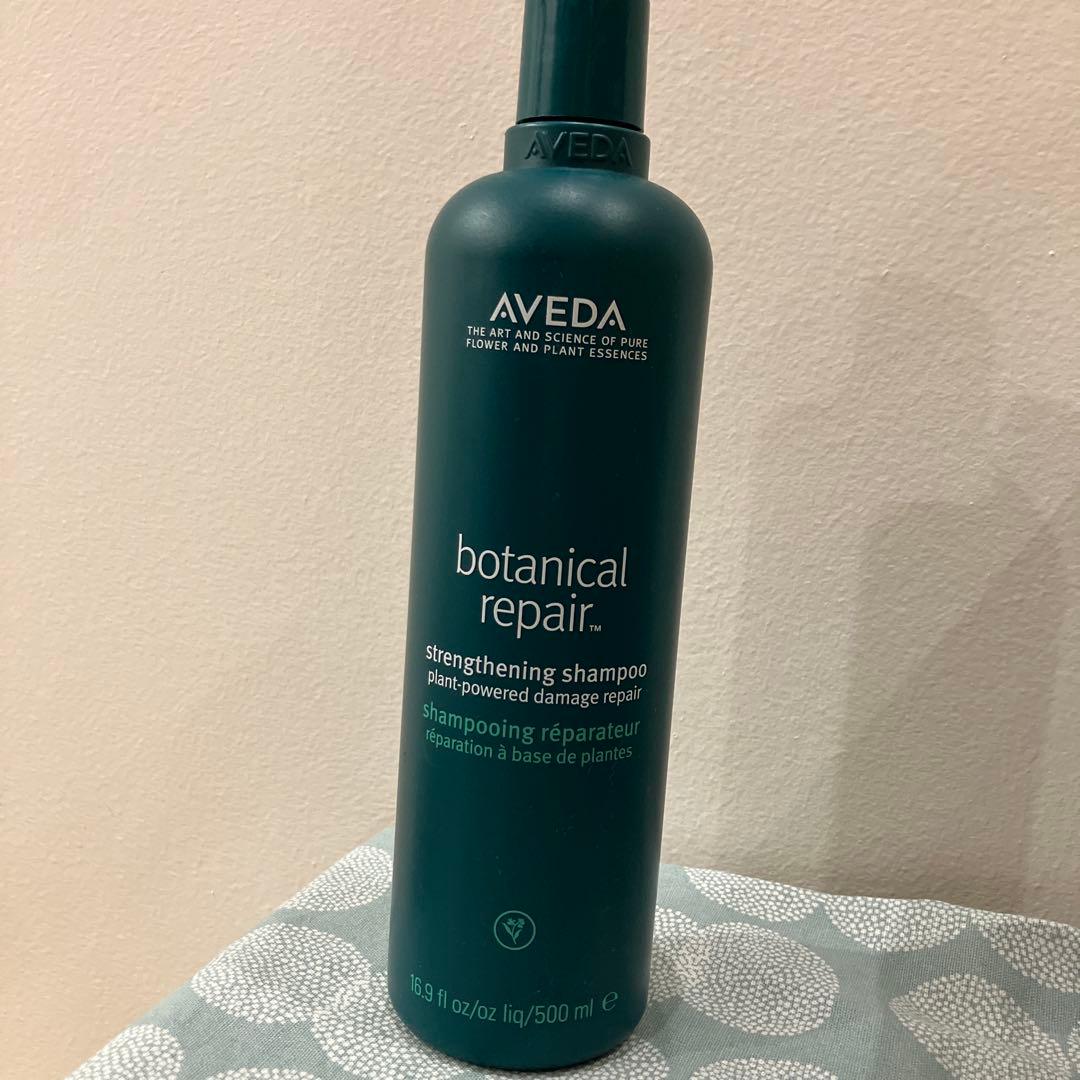 AVEDA
AVEDA
THE ART AND SCIENCE OF PURE
FLOWER AND PLANT ESSENCES
botanical
repair™
strengthening shampoo
plant-powered damage repair
shampooing réparateur
réparation à base de plantes
16.9 fl oz/oz liq/500 ml e